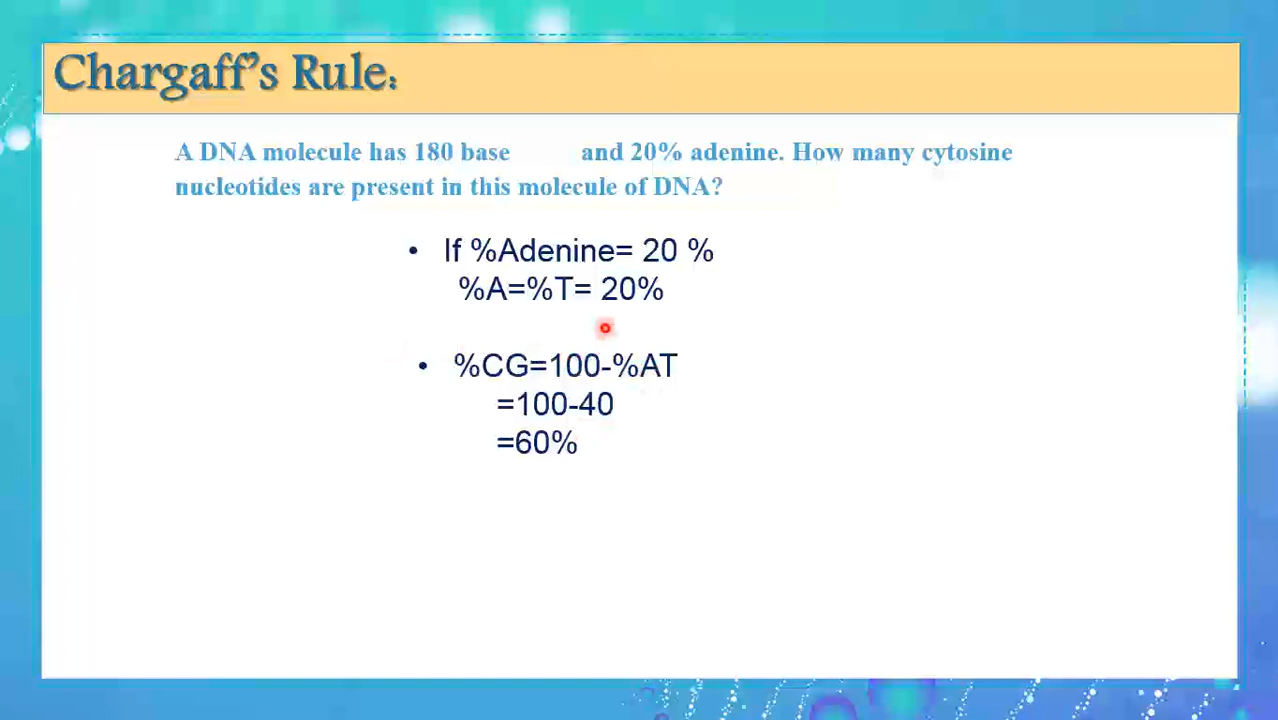 Chargaff's Rule:
A DNA molecule has 180 base and 20% adenine. How many cytosine
nucleotides are present in this molecule of DNA?
• If %Adenine= 20 %
%A=%T= 20%
• %CG=100-%AT
=100-40
=60%